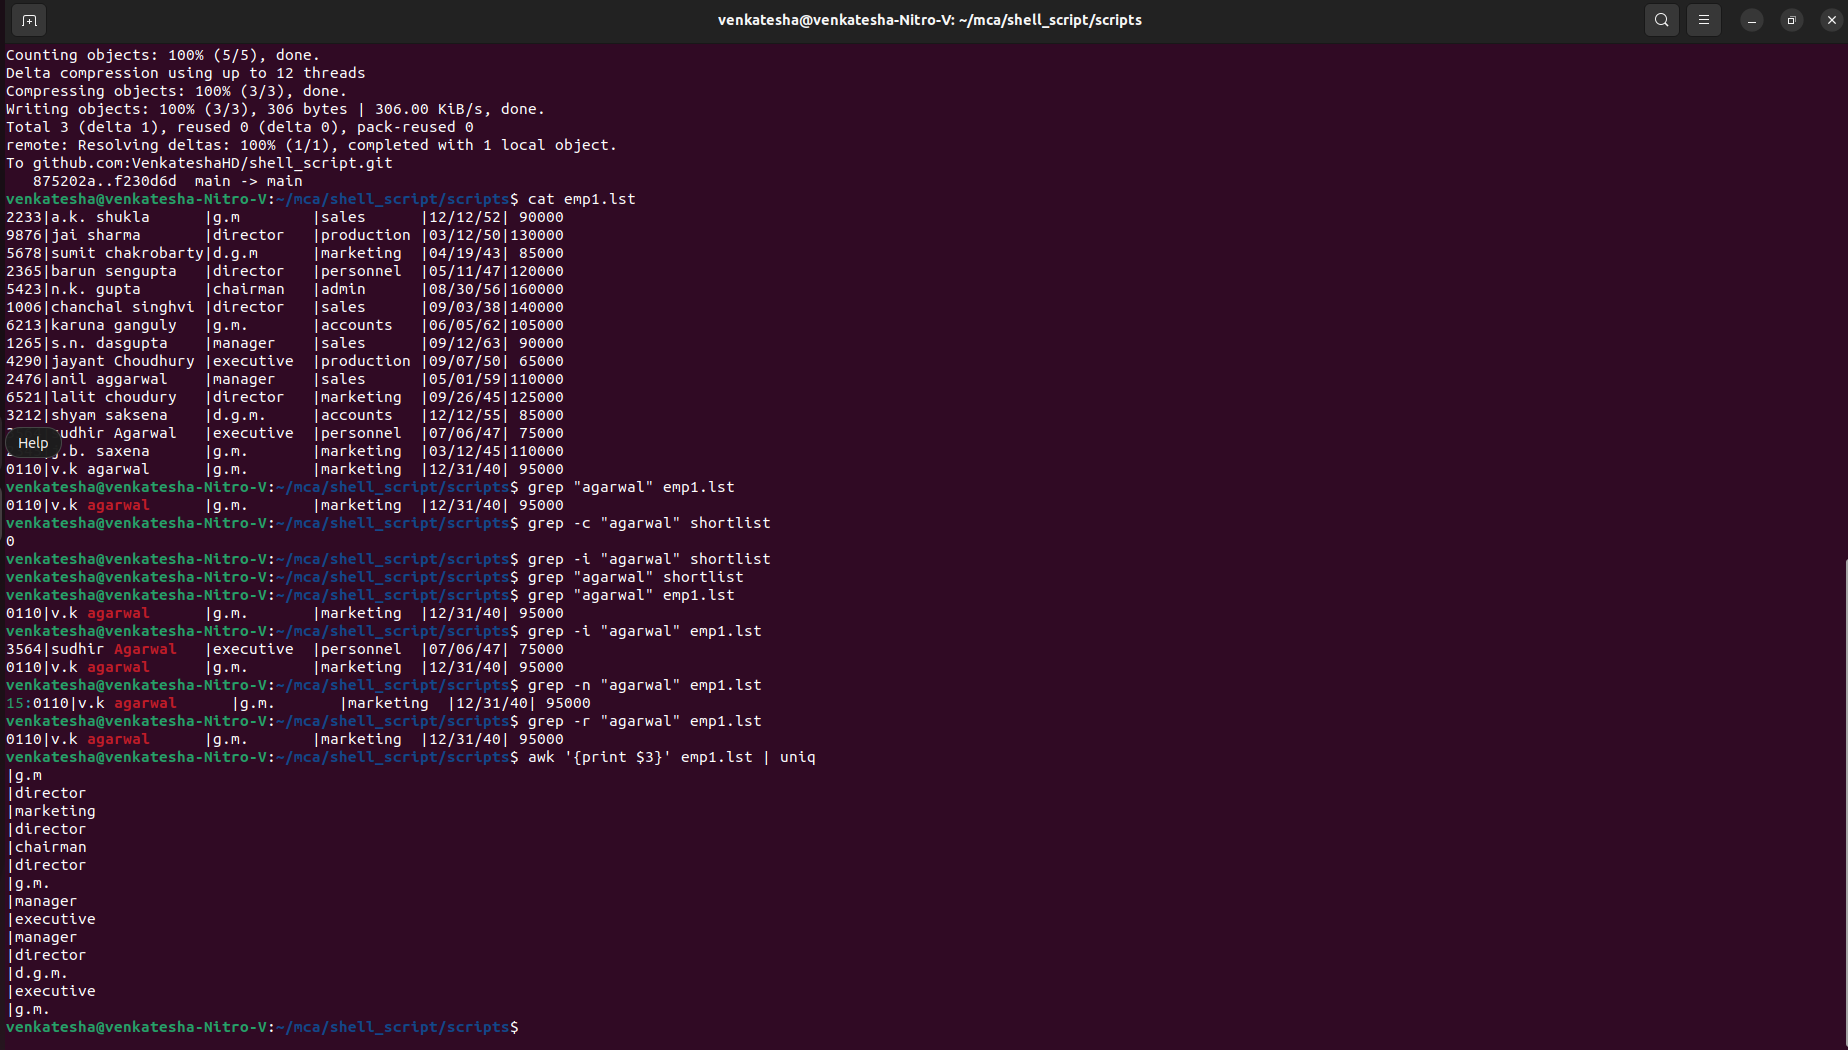 venkatesha@venkatesha-Nitro-V: ~/mca/shell_script/scripts
Counting objects: 100% (5/5), done.
Delta compression using up to 12 threads
Compressing objects: 100% (3/3), done.
Writing objects: 100% (3/3), 306 bytes | 306.00 KiB/s, done.
Total 3 (delta 1), reused 0 (delta 0), pack-reused 0
remote: Resolving deltas: 100% (1/1), completed with 1 local object.
To github.com:VenkateshaHD/shell_script.git
   875202a..f230d6d  main -> main
venkatesha@venkatesha-Nitro-V:~/mca/shell_script/scripts$ cat emp1.lst
2233|a.k. shukla      |g.m        |sales      |12/12/52| 90000
9876|jai sharma       |director   |production |03/12/50|130000
5678|sumit chakrobarty|d.g.m      |marketing  |04/19/43| 85000
2365|barun sengupta   |director   |personnel  |05/11/47|120000
5423|n.k. gupta       |chairman   |admin      |08/30/56|160000
1006|chanchal singhvi |director   |sales      |09/03/38|140000
6213|karuna ganguly   |g.m.       |accounts   |06/05/62|105000
1265|s.n. dasgupta    |manager    |sales      |09/12/63| 90000
4290|jayant Choudhury |executive  |production |09/07/50| 65000
2476|anil aggarwal    |manager    |sales      |05/01/59|110000
6521|lalit choudury   |director   |marketing  |09/26/45|125000
3212|shyam saksena    |d.g.m.     |accounts   |12/12/55| 85000
sudhir Agarwal   |executive  |personnel  |07/06/47| 75000
Help
.b. saxena      |g.m.       |marketing  |03/12/45|110000
0110|v.k agarwal      |g.m.       |marketing  |12/31/40| 95000
venkatesha@venkatesha-Nitro-V:~/mca/shell_script/scripts$ grep "agarwal" emp1.lst
0110|v.k agarwal      |g.m.       |marketing  |12/31/40| 95000
venkatesha@venkatesha-Nitro-V:~/mca/shell_script/scripts$ grep -c "agarwal" shortlist
0
venkatesha@venkatesha-Nitro-V:~/mca/shell_script/scripts$ grep -i "agarwal" shortlist
venkatesha@venkatesha-Nitro-V:~/mca/shell_script/scripts$ grep "agarwal" shortlist
venkatesha@venkatesha-Nitro-V:~/mca/shell_script/scripts$ grep "agarwal" emp1.lst
0110|v.k agarwal      |g.m.       |marketing  |12/31/40| 95000
venkatesha@venkatesha-Nitro-V:~/mca/shell_script/scripts$ grep -i "agarwal" emp1.lst
3564|sudhir Agarwal   |executive  |personnel  |07/06/47| 75000
0110|v.k agarwal      |g.m.       |marketing  |12/31/40| 95000
venkatesha@venkatesha-Nitro-V:~/mca/shell_script/scripts$ grep -n "agarwal" emp1.lst
15:0110|v.k agarwal      |g.m.       |marketing  |12/31/40| 95000
venkatesha@venkatesha-Nitro-V:~/mca/shell_script/scripts$ grep -r "agarwal" emp1.lst
0110|v.k agarwal      |g.m.       |marketing  |12/31/40| 95000
venkatesha@venkatesha-Nitro-V:~/mca/shell_script/scripts$ awk '{print $3}' emp1.lst | uniq
|g.m
|director
|marketing
|director
|chairman
|director
|g.m.
|manager
|executive
|manager
|director
|d.g.m.
|executive
|g.m.
venkatesha@venkatesha-Nitro-V:~/mca/shell_script/scripts$